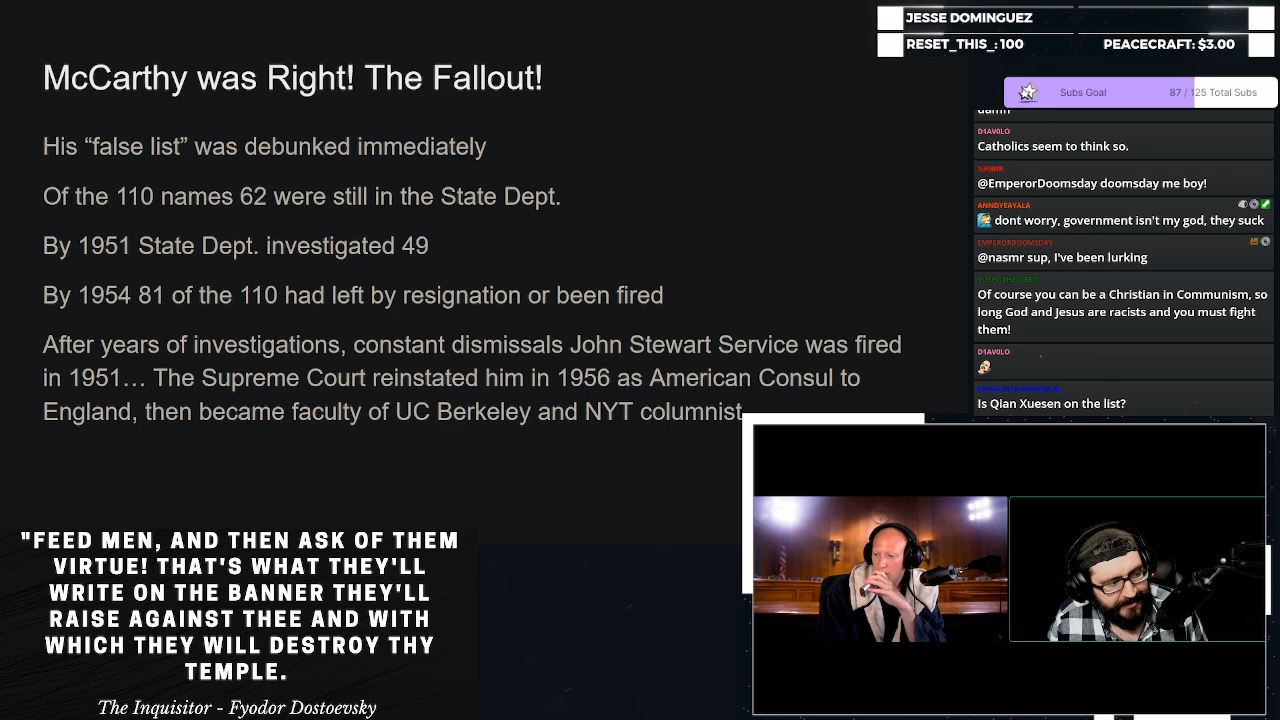 McCarthy was Right! The Fallout!
His “false list” was debunked immediately
Of the 110 names 62 were still in the State Dept.
By 1951 State Dept. investigated 49
By 1954 81 of the 110 had left by resignation or been fired
After years of investigations, constant dismissals John Stewart Service was fired
in 1951… The Supreme Court reinstated him in 1956 as American Consul to
England, then became faculty of UC Berkeley and NYT columnist
"FEED MEN, AND THEN ASK OF THEM
VIRTUE! THAT'S WHAT THEY'LL
WRITE ON THE BANNER THEY'LL
RAISE AGAINST THEE AND WITH
WHICH THEY WILL DESTROY THY
TEMPLE.
The Inquisitor - Fyodor Dostoevsky
JESSE DOMINGUEZ
RESET_THIS_: 100 PEACECRAFT: $3.00
Subs Goal 87 / 125 Total Subs
damn
D1AV0LO
Catholics seem to think so.
NASMR
@EmperorDoomsday doomsday me boy!
ANNDYEAYALA
dont worry, government isn't my god, they suck
EMPERORDOOMSDAY
@nasmr sup, I've been lurking
Of course you can be a Christian in Communism, so
long God and Jesus are racists and you must fight
them!
D1AV0LO
Is Qian Xuesen on the list?